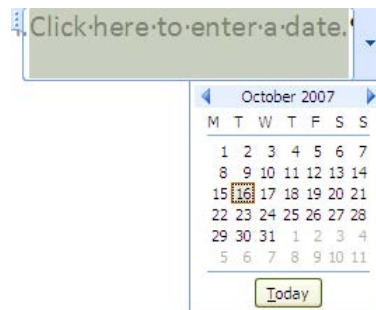 Click·here·to·enter·a·date.
October 2007
M T W T F S S
1 2 3 4 5 6 7
8 9 10 11 12 13 14
15 16 17 18 19 20 21
22 23 24 25 26 27 28
29 30 31 1 2 3 4
5 6 7 8 9 10 11
Today